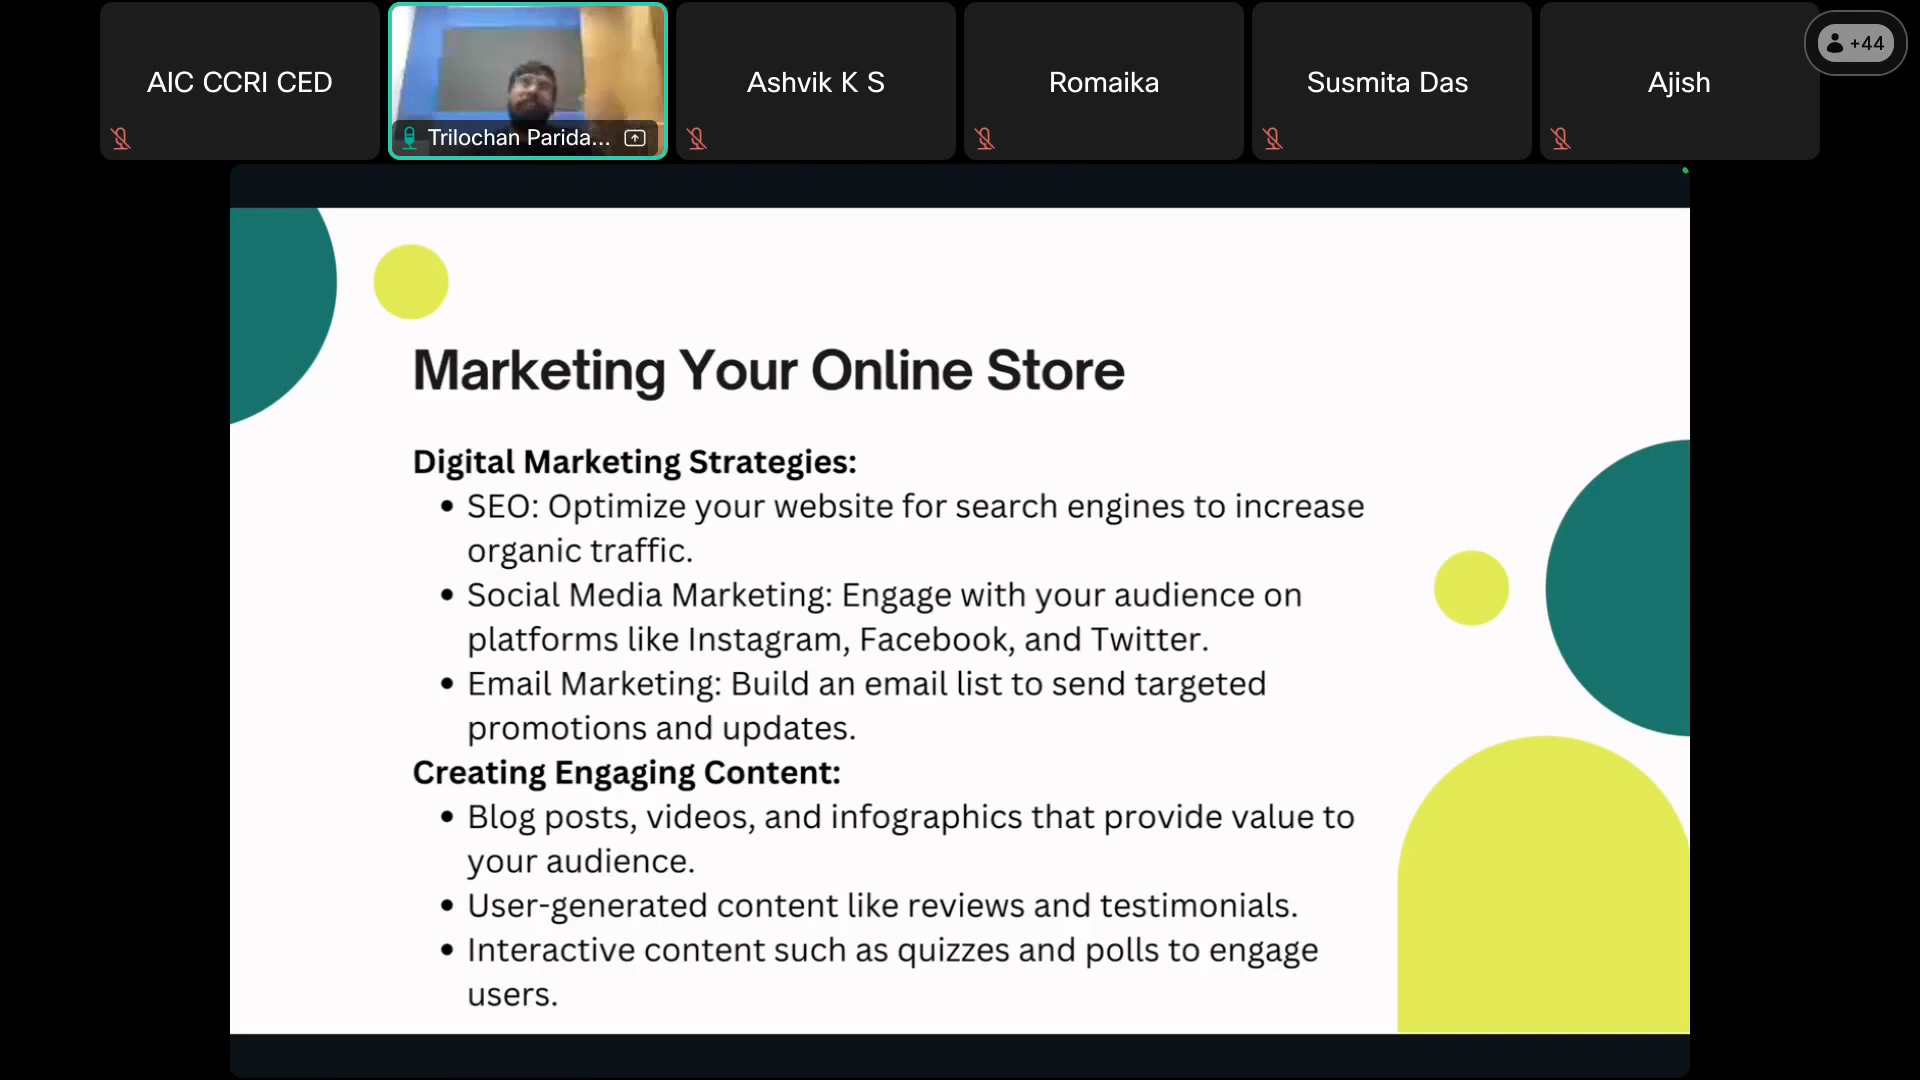 AIC CCRI CED
Trilochan Parida...
Ashvik K S
Romaika
Susmita Das
Ajish
+44
Marketing Your Online Store
Digital Marketing Strategies:
• SEO: Optimize your website for search engines to increase
organic traffic.
• Social Media Marketing: Engage with your audience on
platforms like Instagram, Facebook, and Twitter.
• Email Marketing: Build an email list to send targeted
promotions and updates.
Creating Engaging Content:
• Blog posts, videos, and infographics that provide value to
your audience.
• User-generated content like reviews and testimonials.
• Interactive content such as quizzes and polls to engage
users.